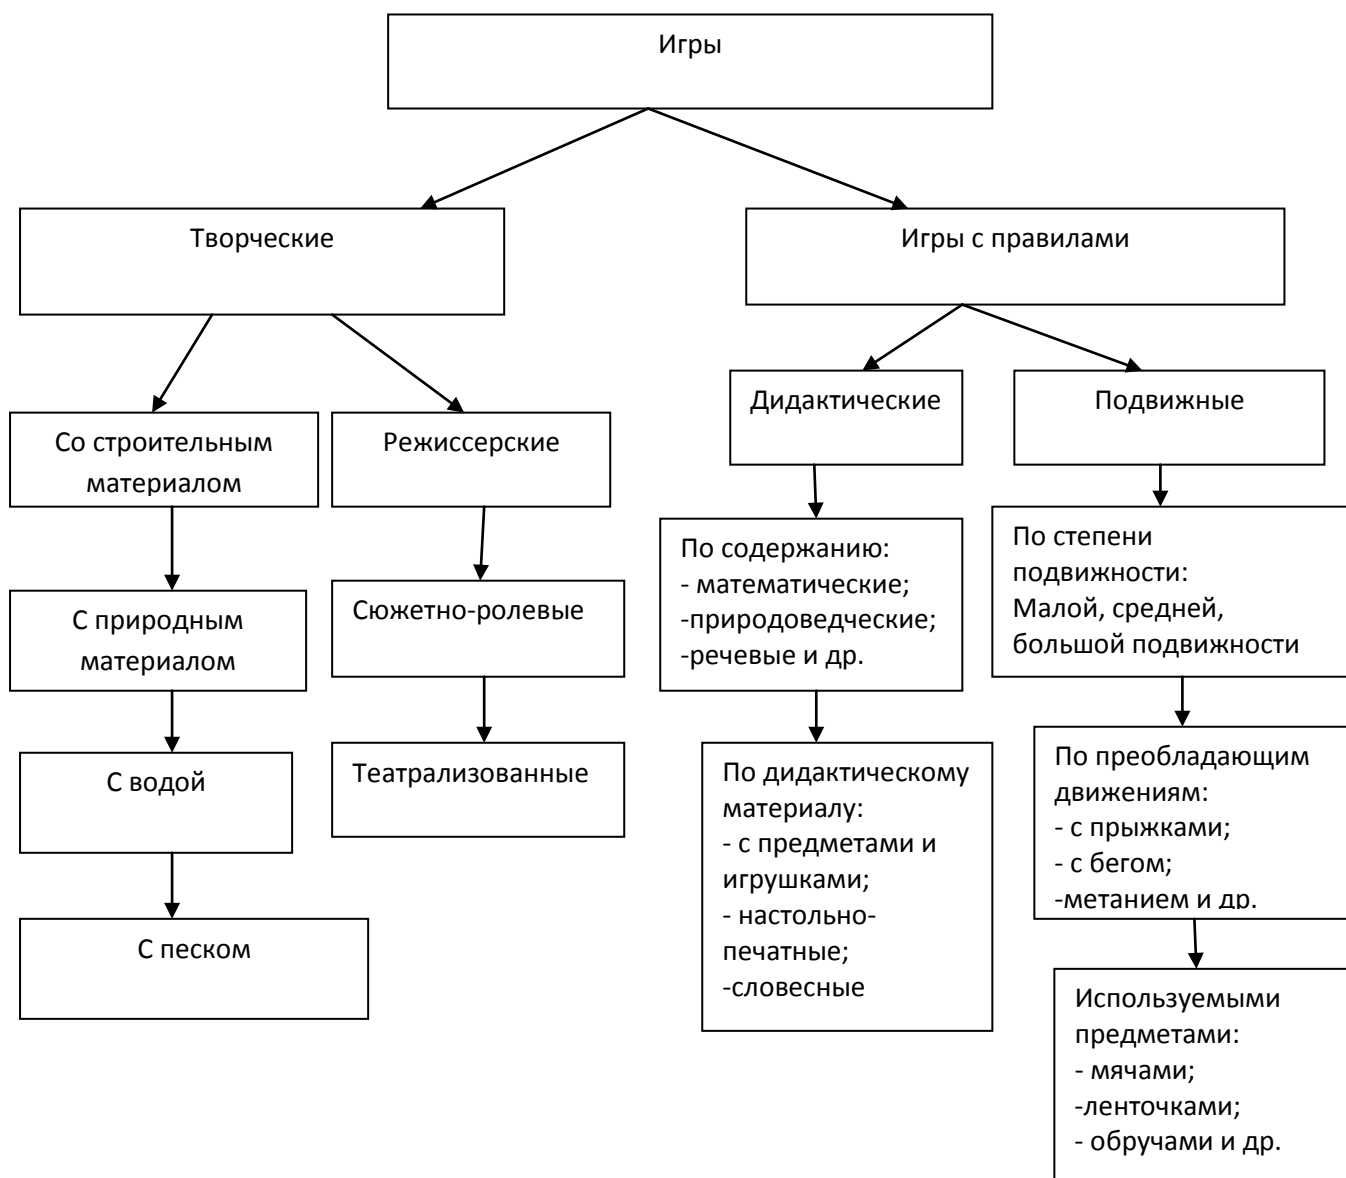 Игры
Творческие
Игры с правилами
Со строительным
материалом
Режиссерские
Дидактические
Подвижные
С природным
материалом
Сюжетно-ролевые
По содержанию:
- математические;
-природоведческие;
-речевые и др.
По степени
подвижности:
Малой, средней,
большой подвижности
С водой
Театрализованные
По дидактическому
материалу:
- с предметами и
игрушками;
- настольно-
печатные;
-словесные
По преобладающим
движениям:
- с прыжками;
- с бегом;
-метанием и др.
С песком
Используемыми
предметами:
- мячами;
-ленточками;
- обручами и др.